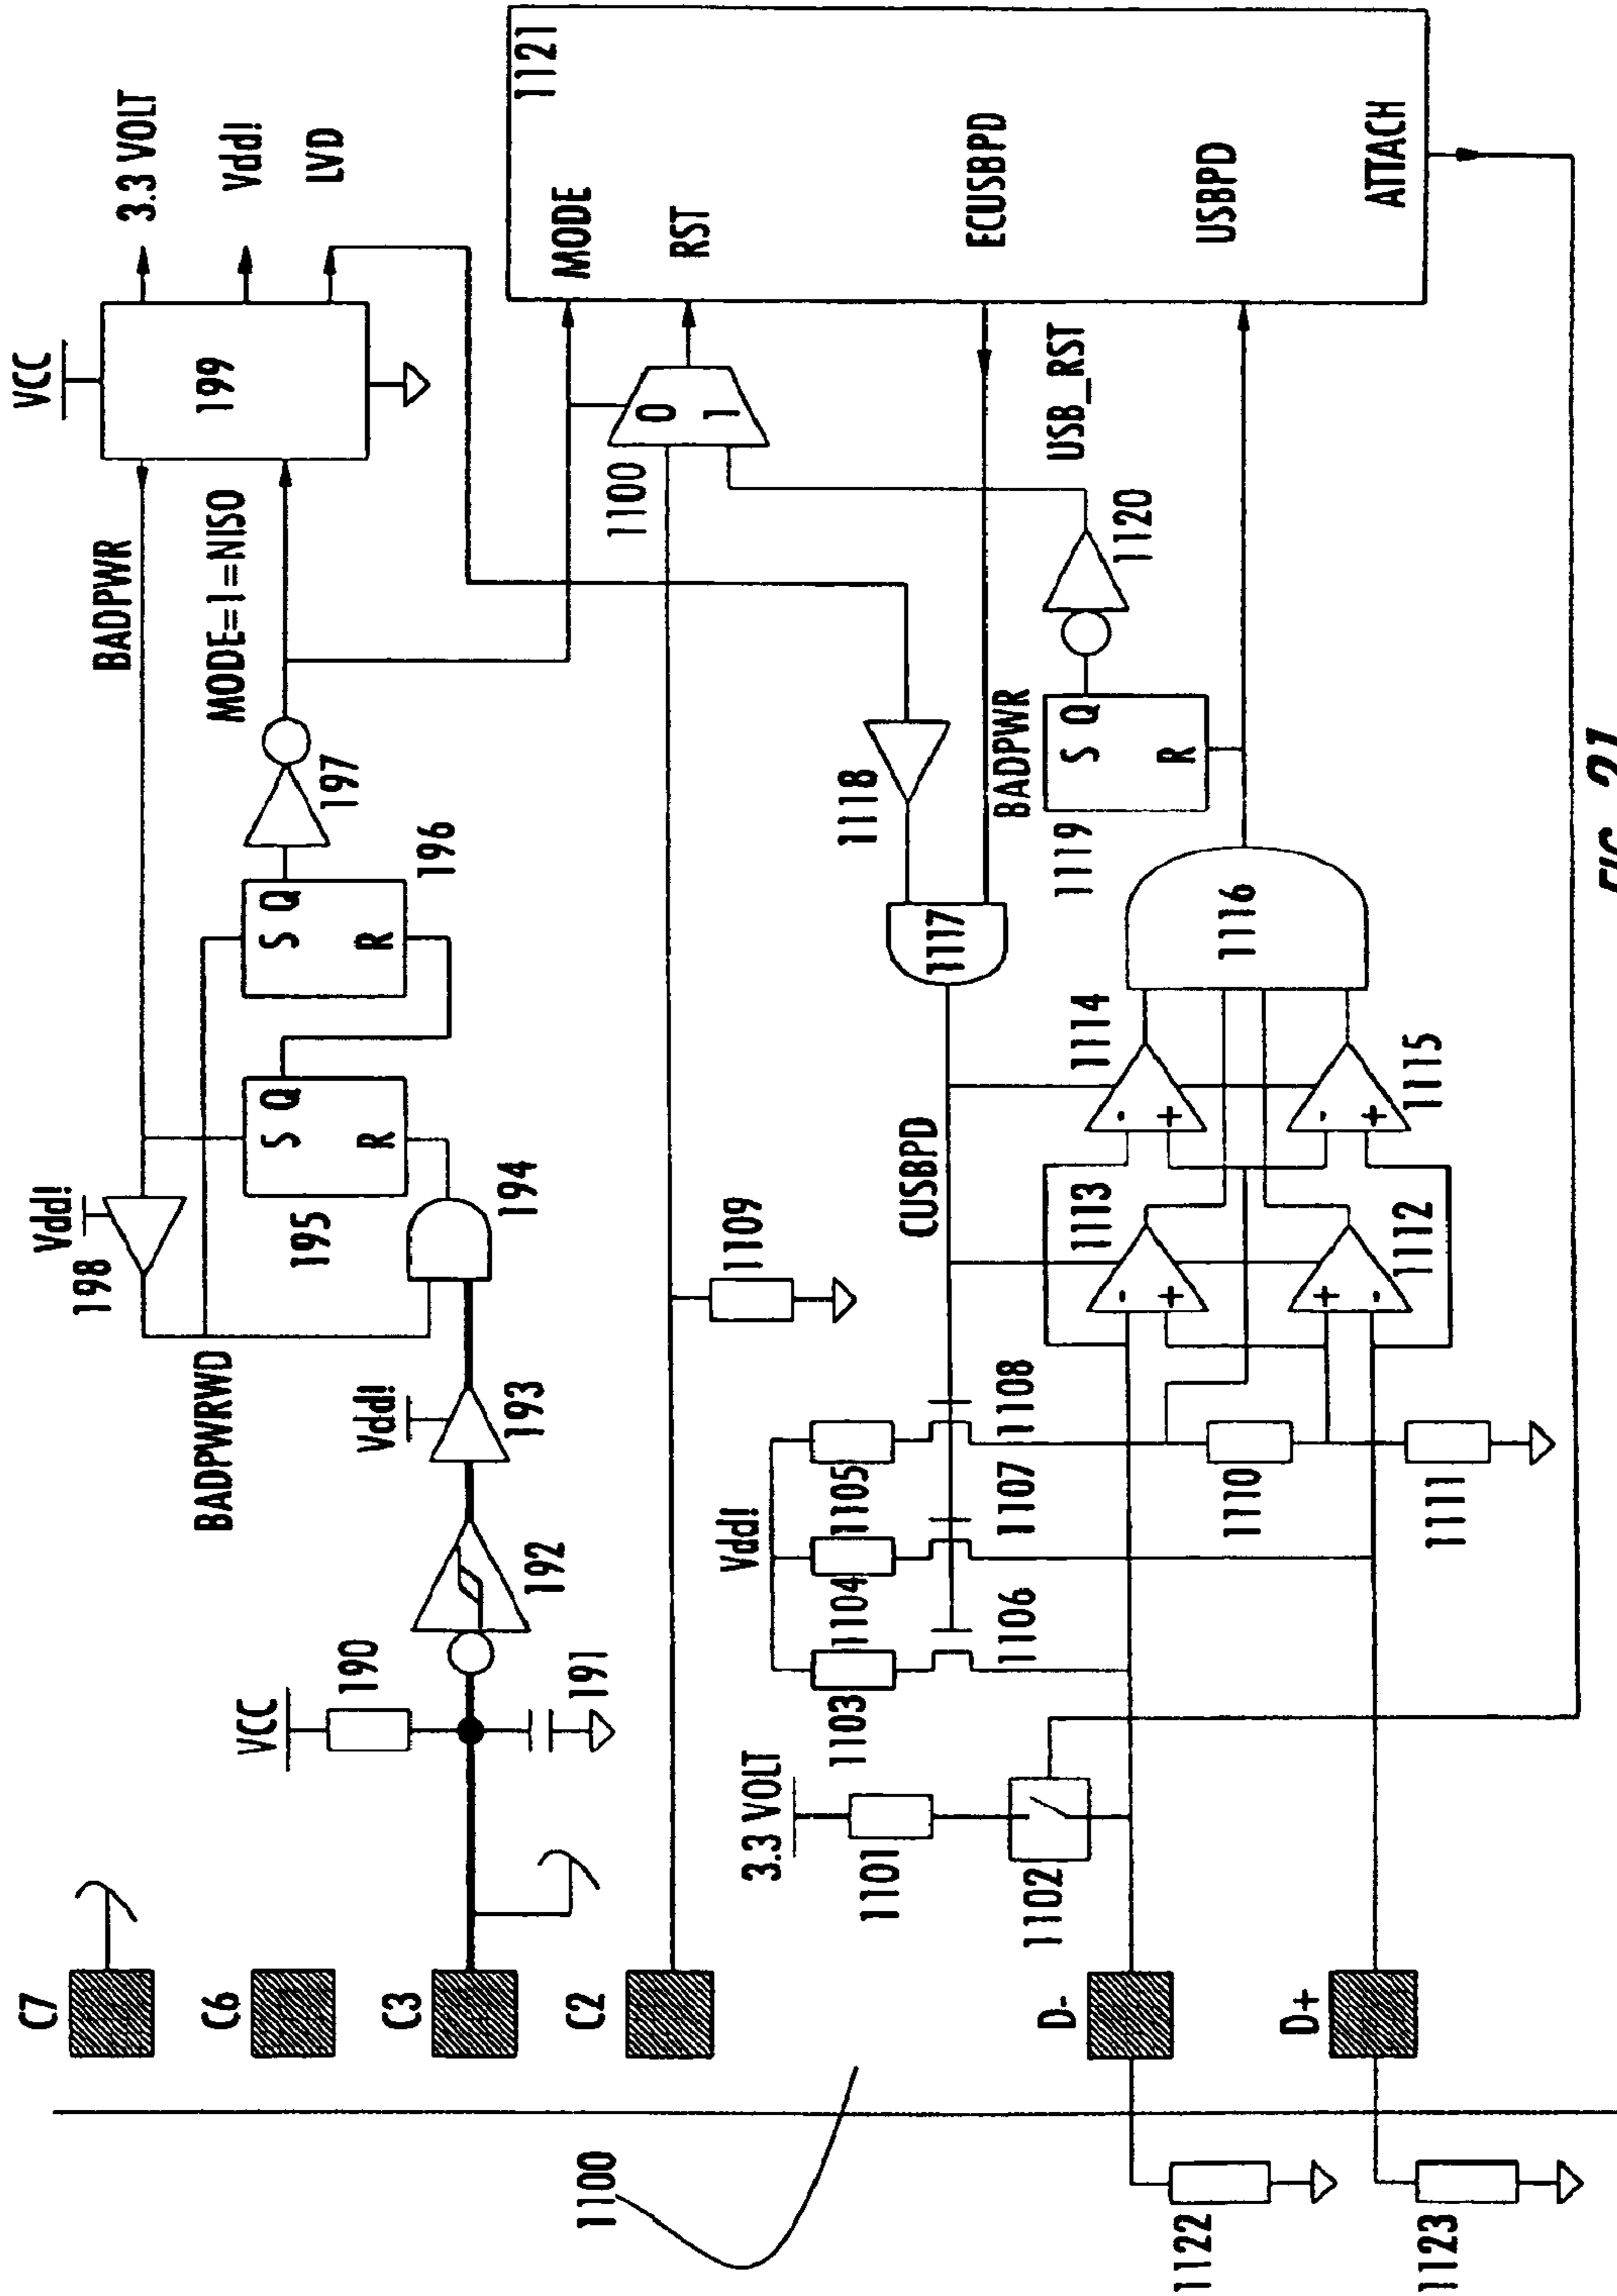 C7
C6
C3
C2
D-
D+
1100
1122
1123
VCC
190
191
192
Vdd!
193
194
BADPWRWD
Vdd!
198
195
S Q
R
196
S Q
R
197
MODE=1=NISO
BADPWR
VCC
199
3.3 VOLT
Vdd!
LVD
1109
1100
0
1
MODE
RST
1121
ECUSBPD
USBPD
ATTACH
3.3 VOLT
1101
1102
Vdd!
1103
1104
1105
1106
1107
1108
1110
1111
CUSBPD
1113
- +
1112
+ -
1114
- +
1115
- +
1116
1117
1118
1119
BADPWR
S Q
R
1120
USB_RST
FIG. 21